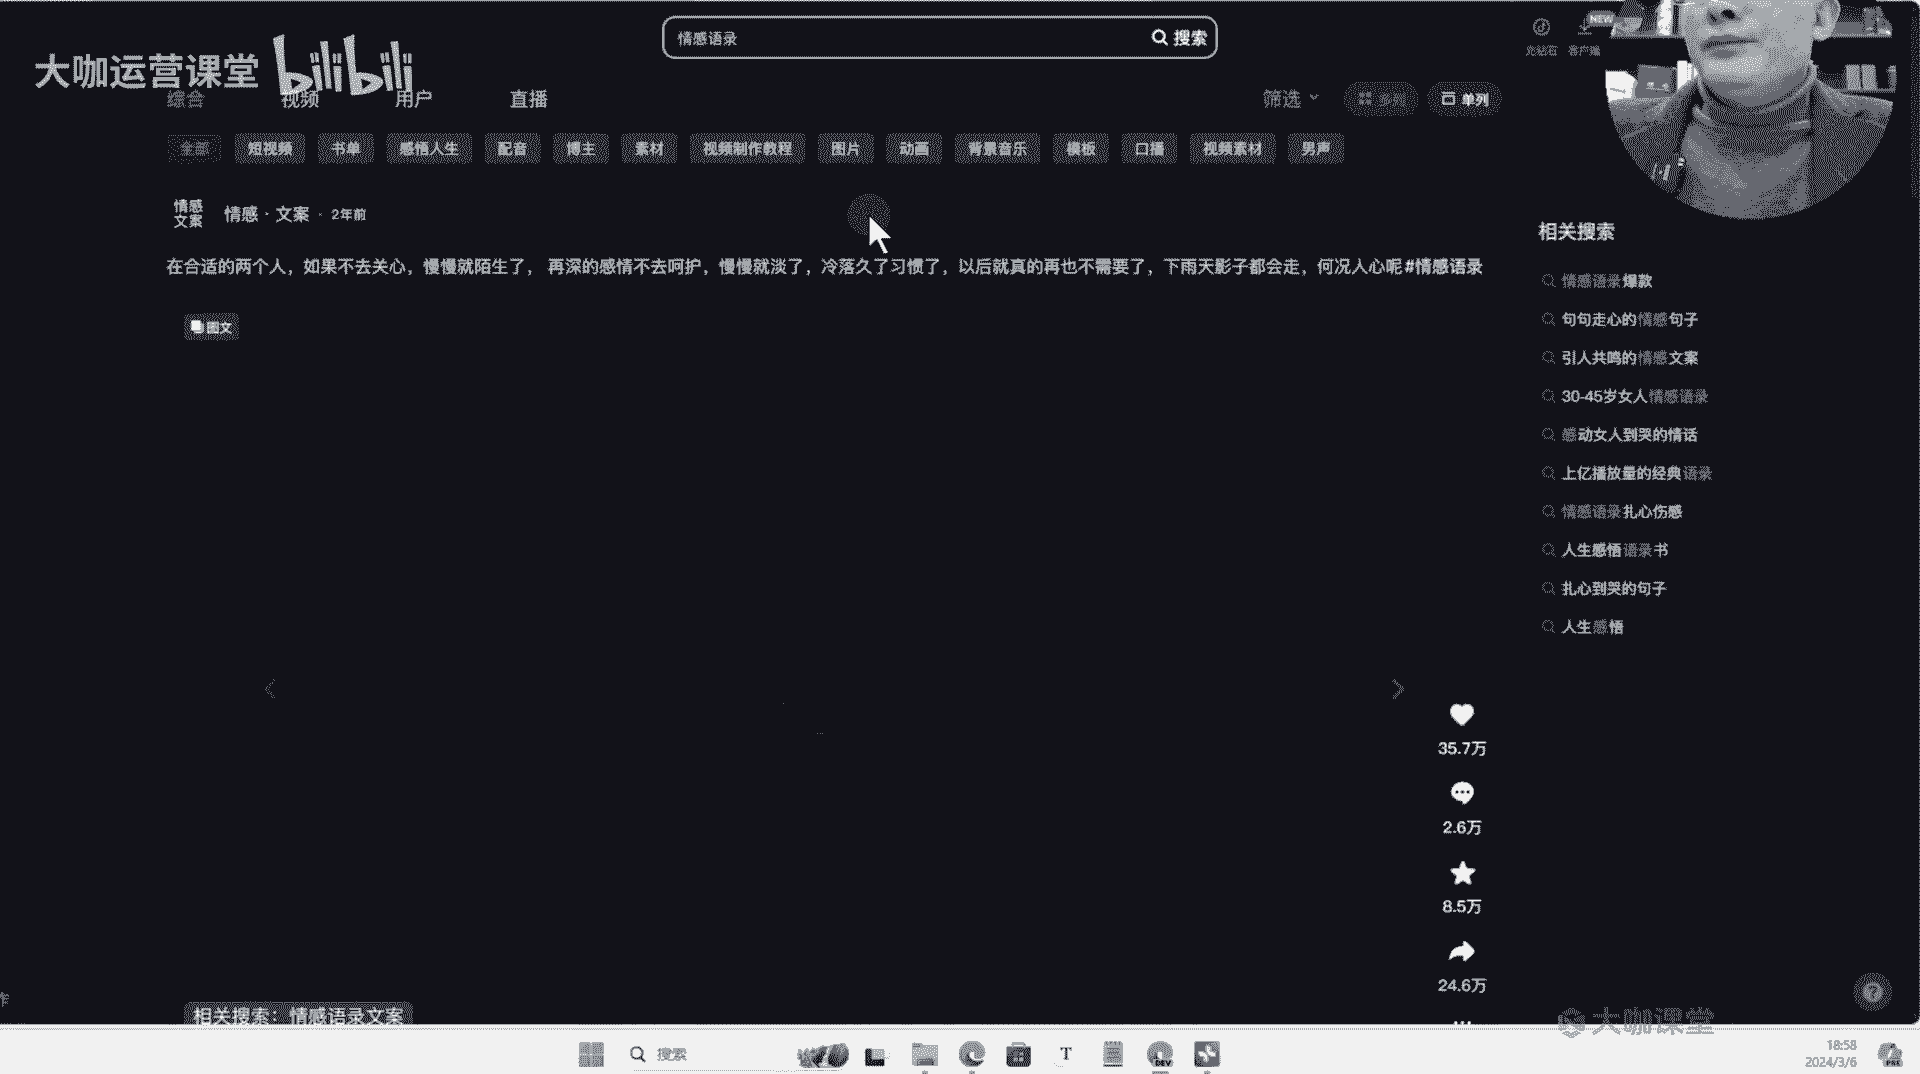 情感语录
搜索
充钻石
客户端
NEW
大咖运营课堂
bilibili
综合
视频
用户
直播
筛选
多列
单列
全部
短视频
书单
感悟人生
配音
博主
素材
视频制作教程
图片
动画
背景音乐
模板
口播
视频素材
男声
情感
文案
情感·文案 · 2年前
在合适的两个人，如果不去关心，慢慢就陌生了， 再深的感情不去呵护，慢慢就淡了，冷落久了习惯了，以后就真的再也不需要了，下雨天影子都会走，何况人心呢#情感语录
图文
相关搜索
情感语录爆款
句句走心的情感句子
引人共鸣的情感文案
30-45岁女人情感语录
感动女人到哭的情话
上亿播放量的经典语录
情感语录扎心伤感
人生感悟语录书
扎心到哭的句子
人生感悟
35.7万
2.6万
8.5万
24.6万
作
相关搜索：情感语录文案
大咖课堂
搜索
T
DEV
18:58
2024/3/6